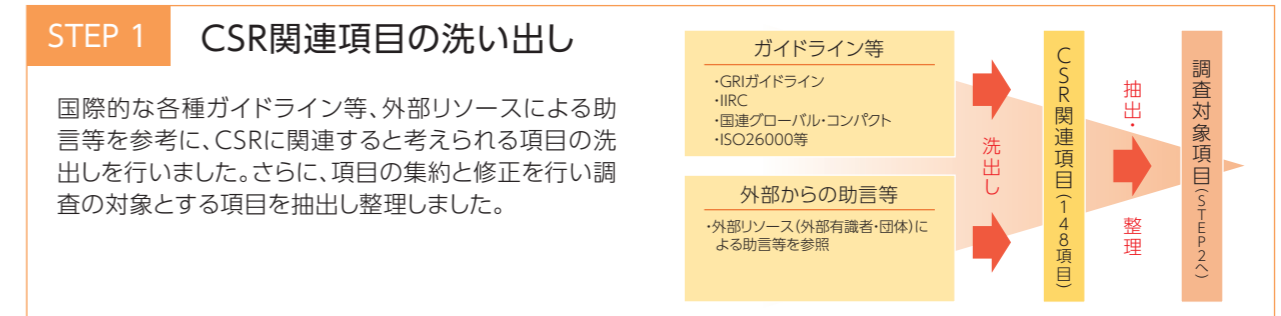 STEP 1
CSR関連項目の洗い出し
国際的な各種ガイドライン等、外部リソースによる助
言等を参考に、CSRに関連すると考えられる項目の洗
出しを行いました。さらに、項目の集約と修正を行い調
査の対象とする項目を抽出し整理しました。
ガイドライン等
・GRIガイドライン
・IIRC
・国連グローバル・コンパクト
・ISO26000等
外部からの助言等
・外部リソース(外部有識者・団体)に
よる助言等を参照
洗出し
CSR関連項目(148項目)
抽出・
整理
調査対象項目(STEP2へ)